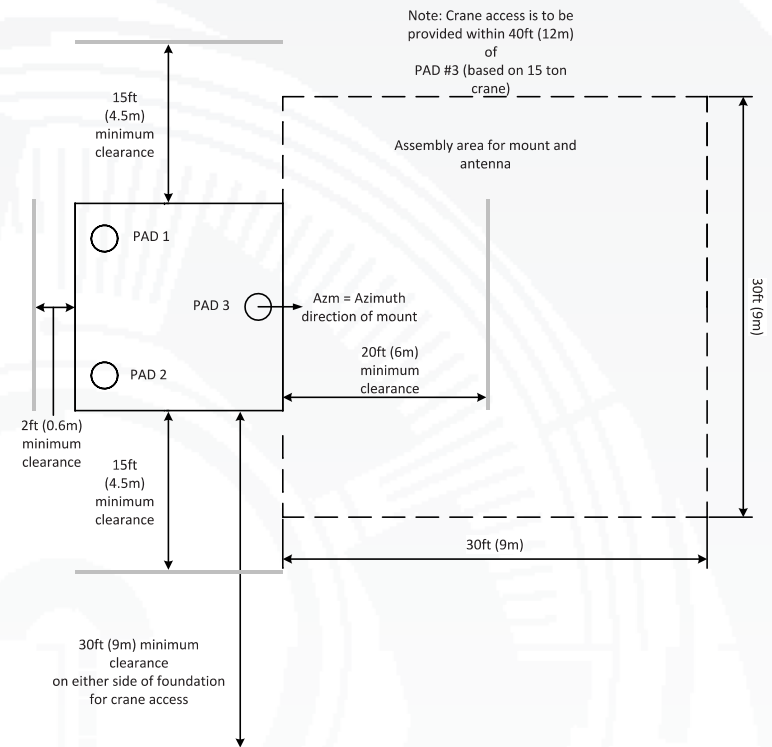 Note: Crane access is to be
provided within 40ft (12m)
of
PAD #3 (based on 15 ton
crane)
15ft
(4.5m)
minimum
clearance
Assembly area for mount and
antenna
PAD 1
PAD 3
Azm = Azimuth
direction of mount
30ft (9m)
20ft (6m)
minimum
clearance
PAD 2
2ft (0.6m)
minimum
clearance
15ft
(4.5m)
minimum
clearance
30ft (9m)
30ft (9m) minimum
clearance
on either side of foundation
for crane access